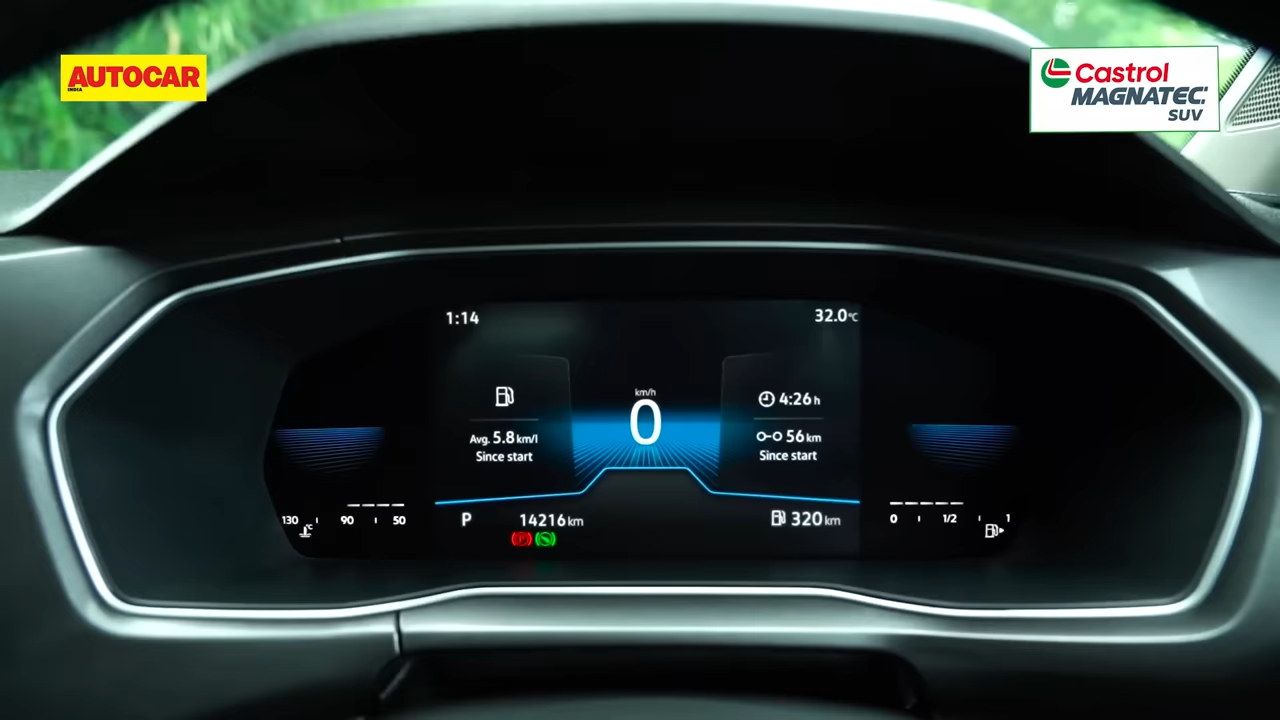 AUTOCAR
INDIA
Castrol
MAGNATEC
SUV
1:14
32.0°C
km/h
0
Avg. 5.8 km/l
Since start
4:26 h
56 km
Since start
130 90 50
°C
P
14216 km
320 km
0 1/2 1